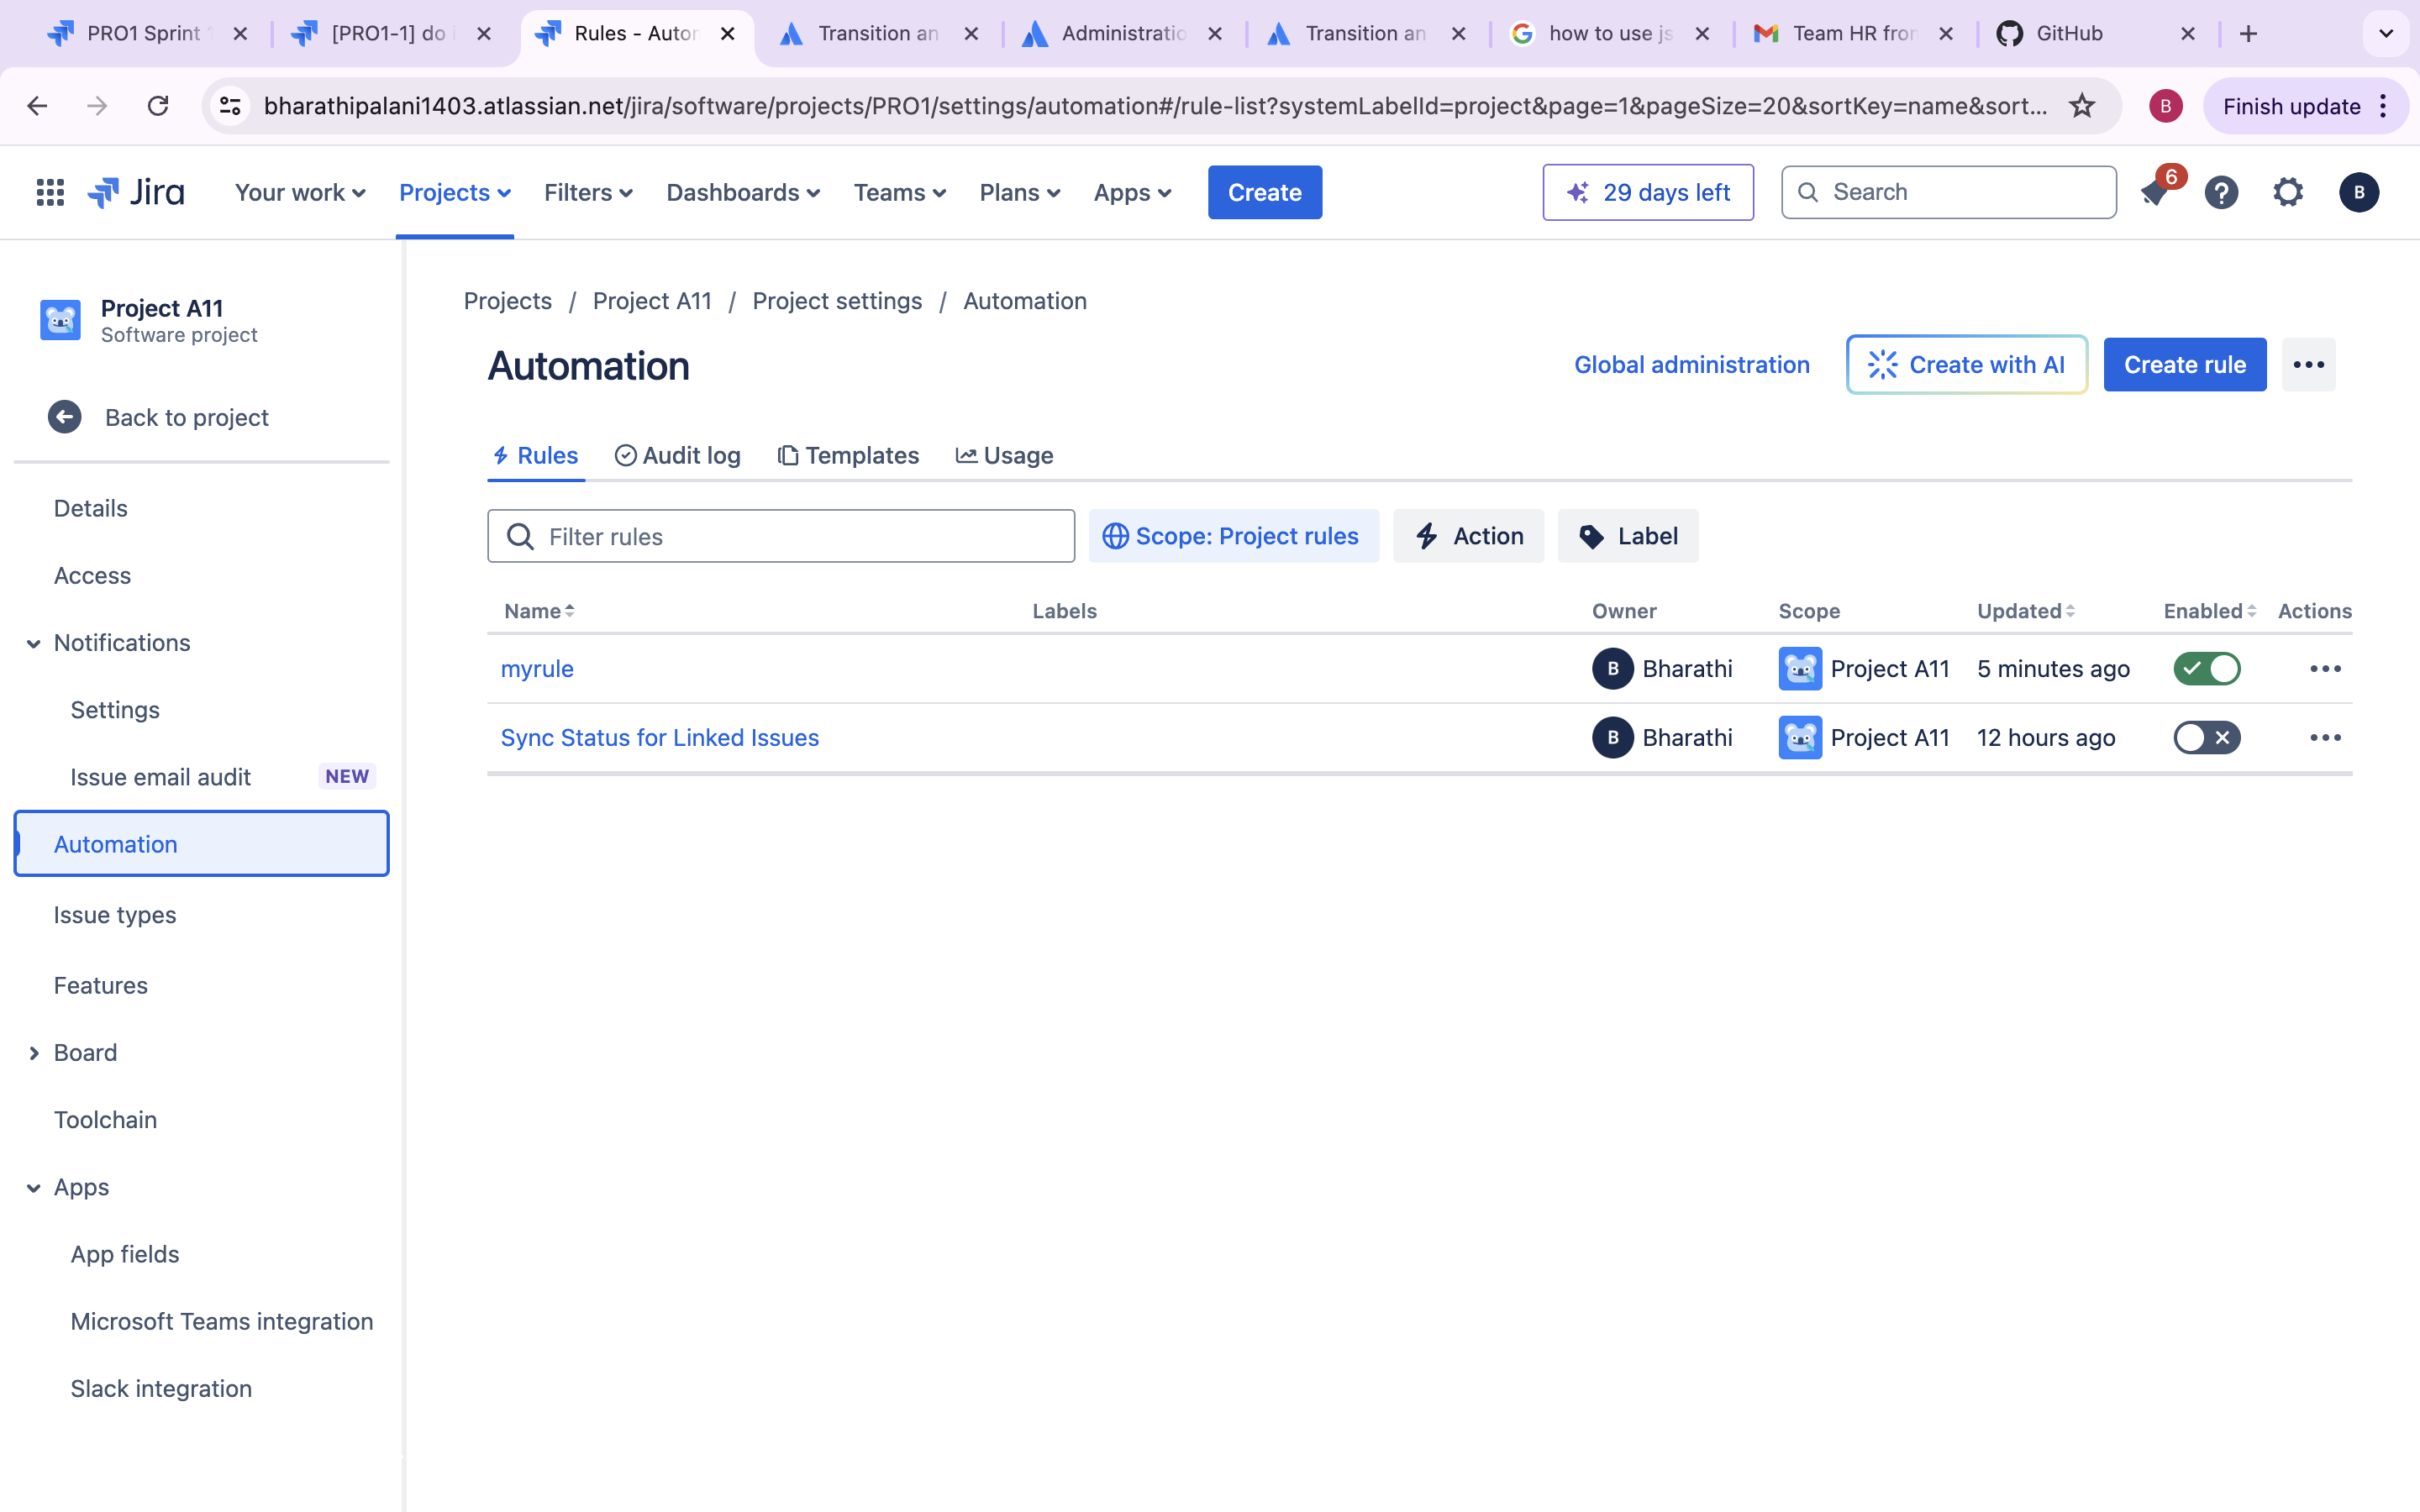 PRO1 Sprint 1
[PRO1-1] do i
Rules - Autom
Transition an
Administratio
Transition an
how to use js
Team HR from
GitHub
bharathipalani1403.atlassian.net/jira/software/projects/PRO1/settings/automation#/rule-list?systemLabelId=project&page=1&pageSize=20&sortKey=name&sort...
B
Finish update
Jira
Your work
Projects
Filters
Dashboards
Teams
Plans
Apps
Create
29 days left
Search
6
B
Project A11
Software project
Back to project
Details
Access
Notifications
Settings
Issue email audit NEW
Automation
Issue types
Features
Board
Toolchain
Apps
App fields
Microsoft Teams integration
Slack integration
Projects / Project A11 / Project settings / Automation
Automation
Global administration
Create with AI
Create rule
Rules
Audit log
Templates
Usage
Filter rules
Scope: Project rules
Action
Label
Name Labels Owner Scope Updated Enabled Actions
myrule B Bharathi Project A11 5 minutes ago
Sync Status for Linked Issues B Bharathi Project A11 12 hours ago